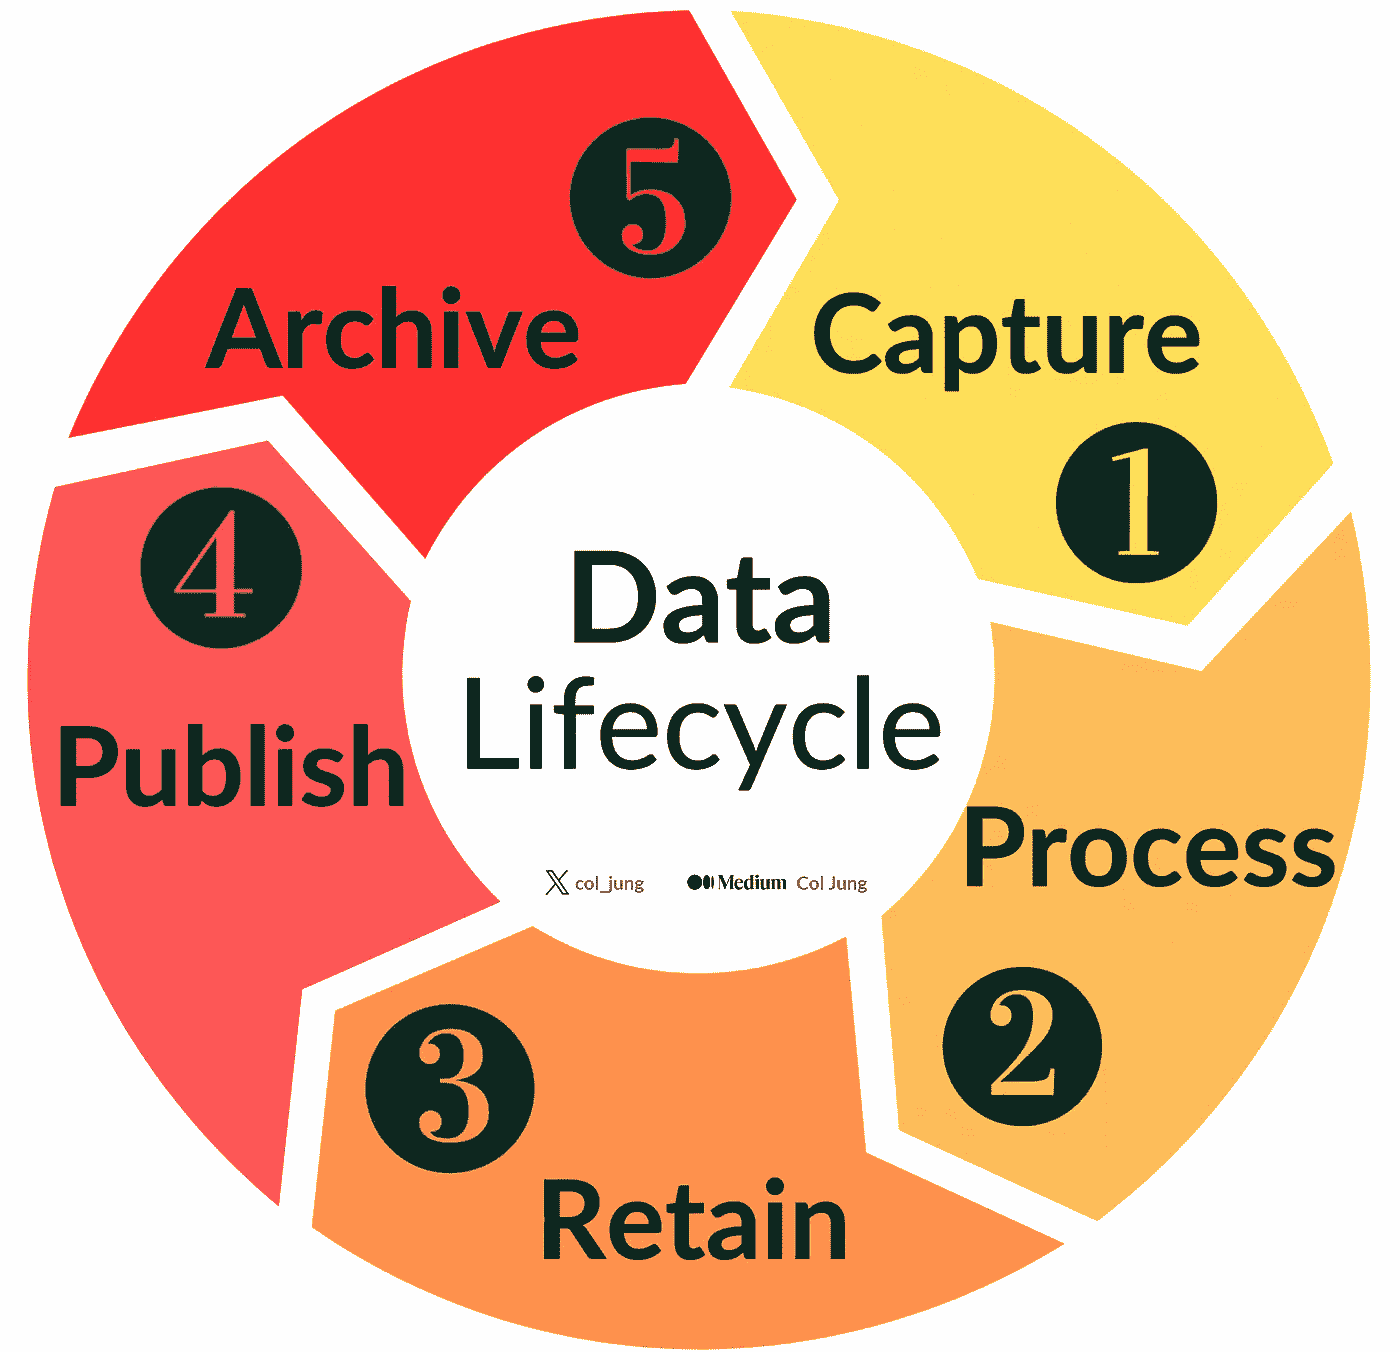 Data
Lifecycle
Capture
1
Process
2
3
Retain
4
Publish
5
Archive
col_jung
Medium Col Jung